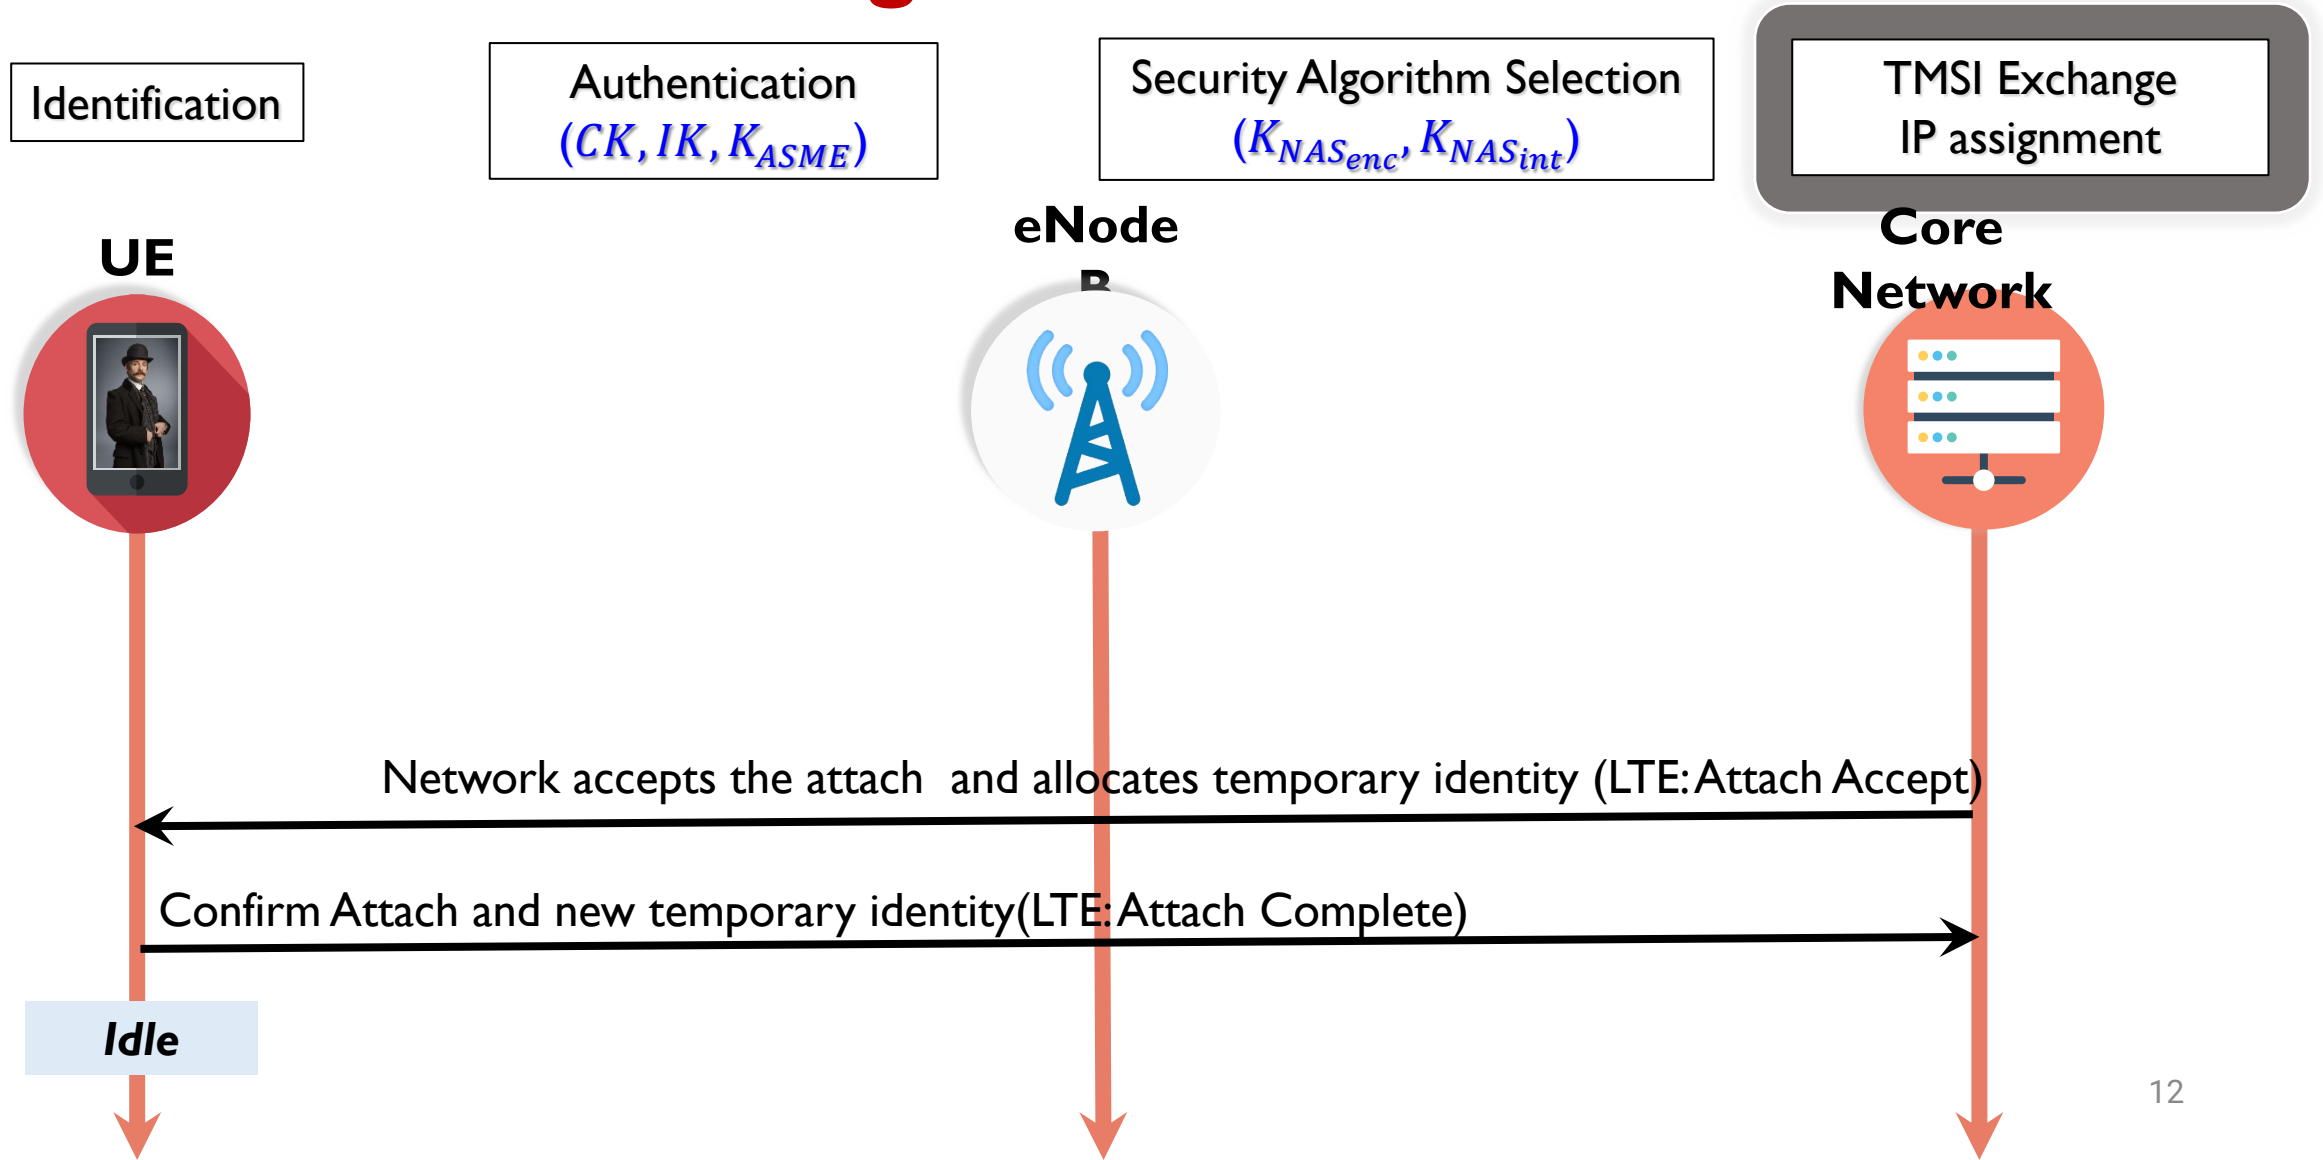 Identification
Authentication
(CK, IK, K_ASME)
Security Algorithm Selection
(K_NAS_enc, K_NAS_int)
TMSI Exchange
IP assignment
UE
eNode
B
Core
Network
Network accepts the attach and allocates temporary identity (LTE: Attach Accept)
Confirm Attach and new temporary identity(LTE: Attach Complete)
Idle
12